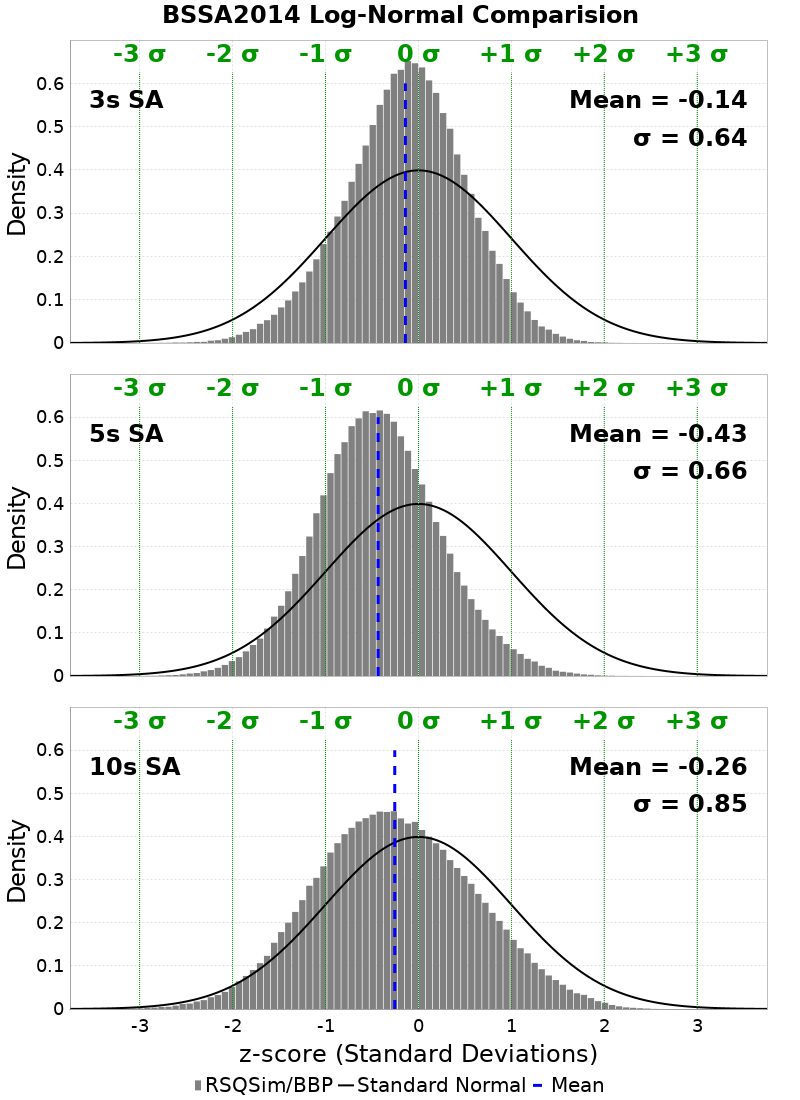 BSSA2014 Log-Normal Comparision
-3 σ -2 σ -1 σ 0 σ +1 σ +2 σ +3 σ
3s SA
Mean = -0.14
σ = 0.64
Density
0.6
0.5
0.4
0.3
0.2
0.1
0
-3 σ -2 σ -1 σ 0 σ +1 σ +2 σ +3 σ
5s SA
Mean = -0.43
σ = 0.66
Density
0.6
0.5
0.4
0.3
0.2
0.1
0
-3 σ -2 σ -1 σ 0 σ +1 σ +2 σ +3 σ
10s SA
Mean = -0.26
σ = 0.85
Density
0.6
0.5
0.4
0.3
0.2
0.1
0
-3 -2 -1 0 1 2 3
z-score (Standard Deviations)
RSQSim/BBP Standard Normal Mean